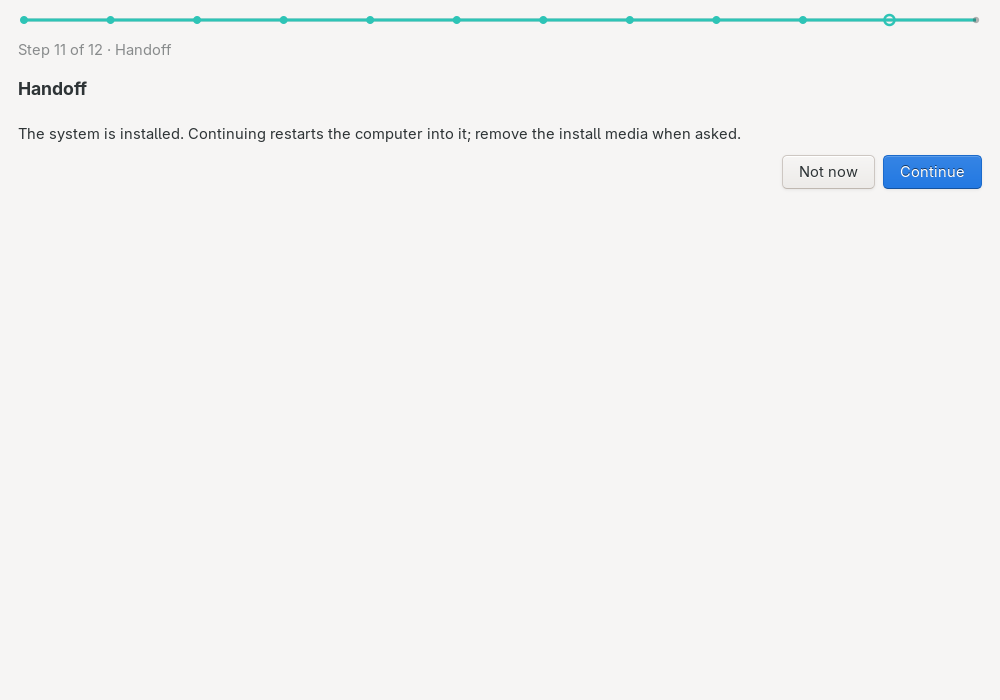 Step 11 of 12 · Handoff
Handoff
The system is installed. Continuing restarts the computer into it; remove the install media when asked.
Not now
Continue